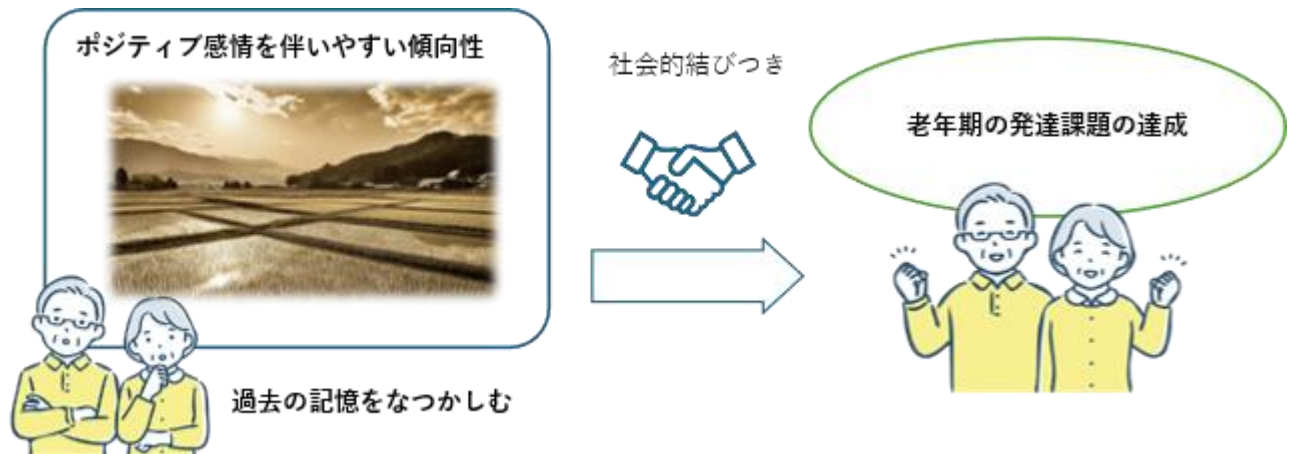 ポジティブ感情を伴いやすい傾向性
社会的結びつき
老年期の発達課題の達成
過去の記憶をなつかしむ